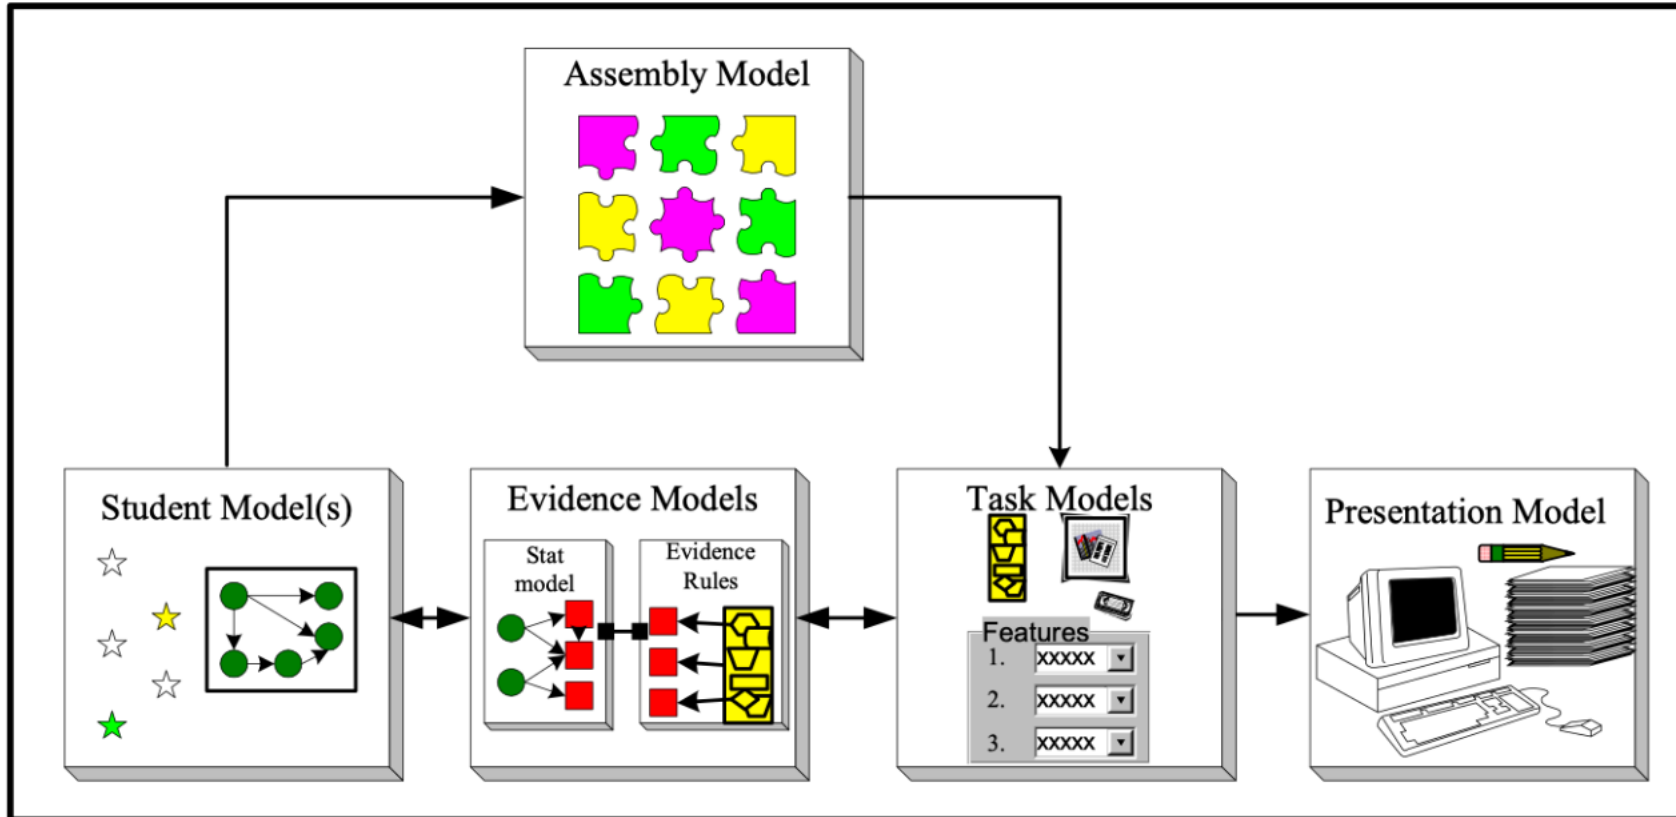 Assembly Model
Student Model(s)
Evidence Models
Stat
model
Evidence
Rules
Task Models
Features
1. XXXXX
2. XXXXX
3. XXXXX
Presentation Model